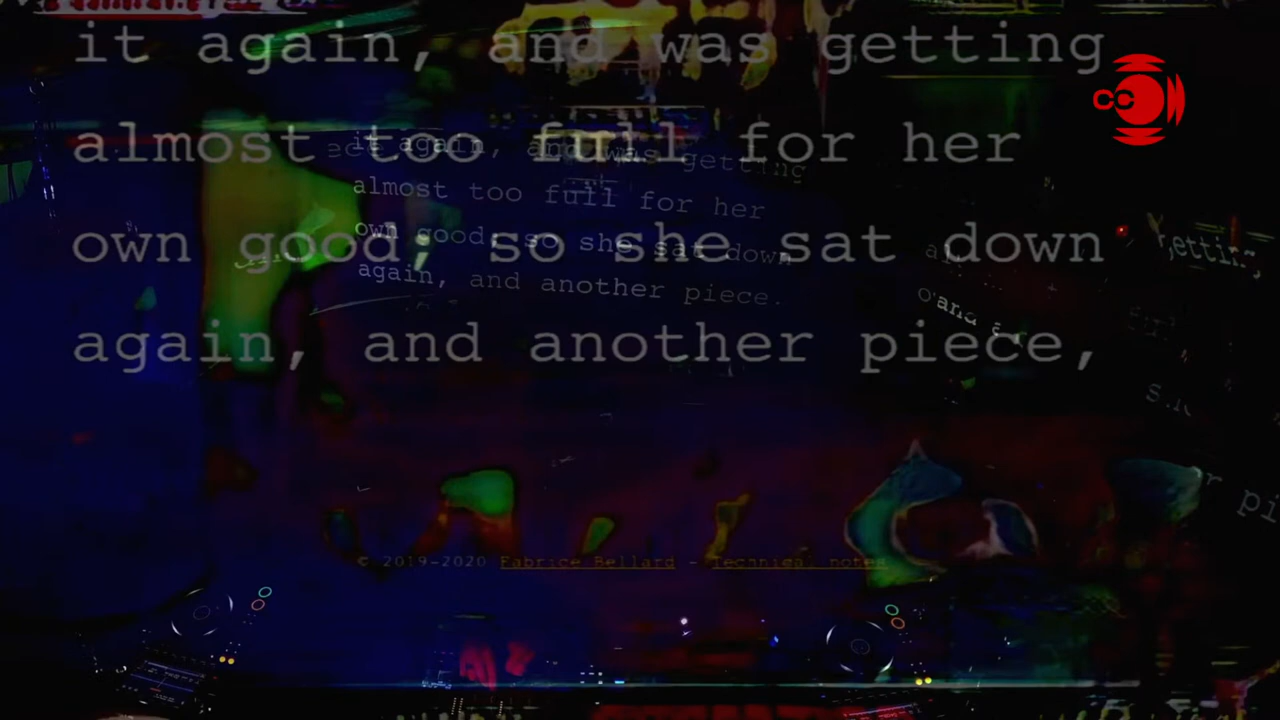 it again, and was getting
almost too full for her
own good; so she sat down
again, and another piece,
cc
it again, and was getting
almost too full for her
own good; so she sat down
again, and another piece.
© 2019-2020 Fabrice Bellard - Technical notes